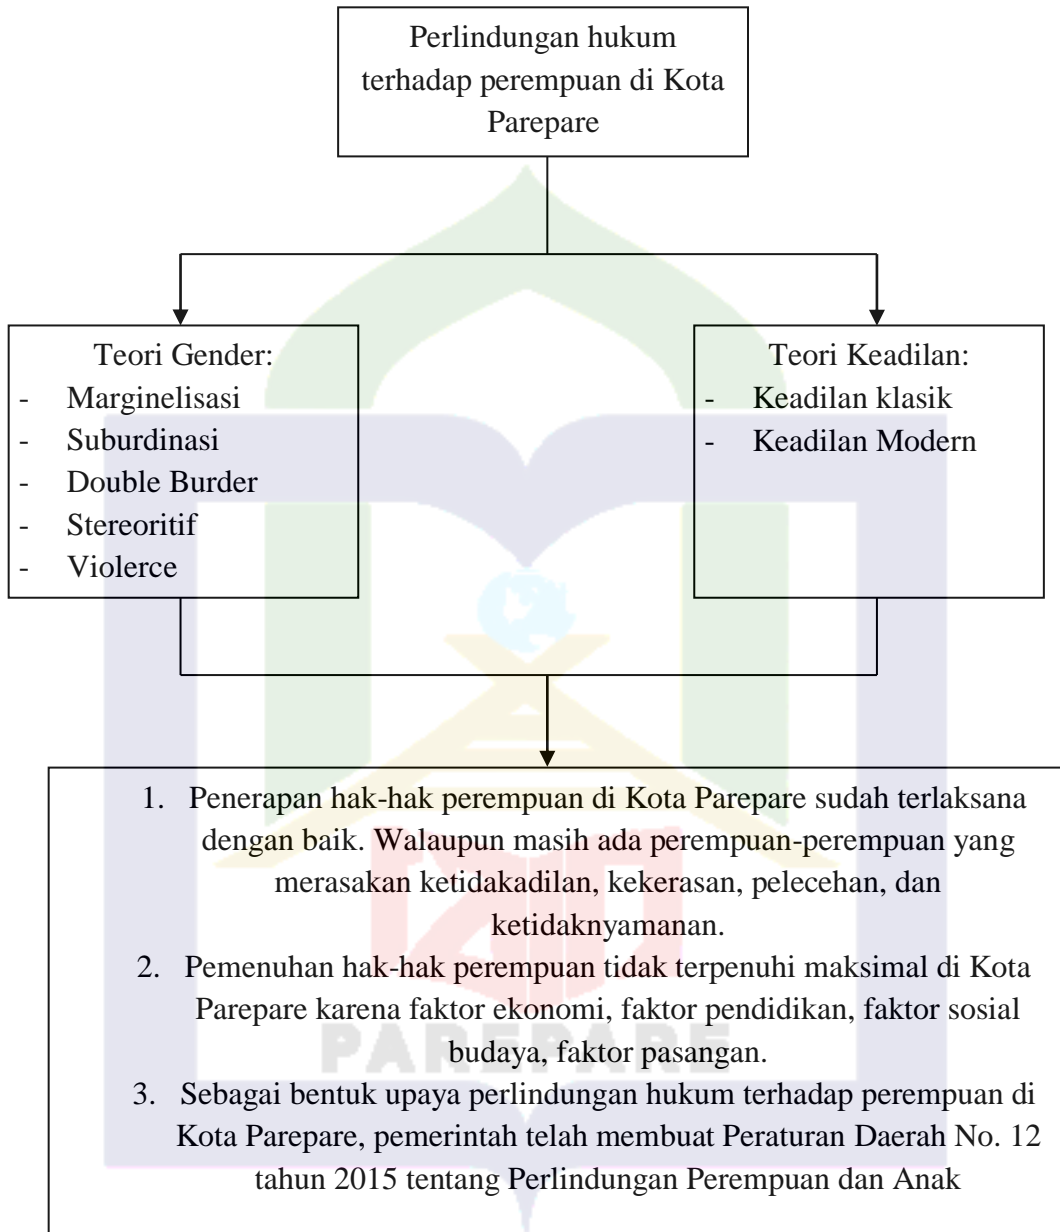 Perlindungan hukum
terhadap perempuan di Kota
Parepare
Teori Gender:
- Marginelisasi
- Suburdinasi
- Double Burder
- Stereoritif
- Violerce
Teori Keadilan:
- Keadilan klasik
- Keadilan Modern
1. Penerapan hak-hak perempuan di Kota Parepare sudah terlaksana
dengan baik. Walaupun masih ada perempuan-perempuan yang
merasakan ketidakadilan, kekerasan, pelecehan, dan
ketidaknyamanan.
2. Pemenuhan hak-hak perempuan tidak terpenuhi maksimal di Kota
Parepare karena faktor ekonomi, faktor pendidikan, faktor sosial
budaya, faktor pasangan.
3. Sebagai bentuk upaya perlindungan hukum terhadap perempuan di
Kota Parepare, pemerintah telah membuat Peraturan Daerah No. 12
tahun 2015 tentang Perlindungan Perempuan dan Anak
PAREPARE